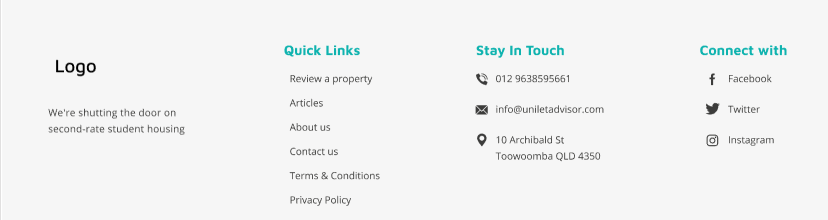 Logo
We're shutting the door on
second-rate student housing
Quick Links
Review a property
Articles
About us
Contact us
Terms & Conditions
Privacy Policy
Stay In Touch
012 9638595661
info@uniletadvisor.com
10 Archibald St
Toowoomba QLD 4350
Connect with
Facebook
Twitter
Instagram